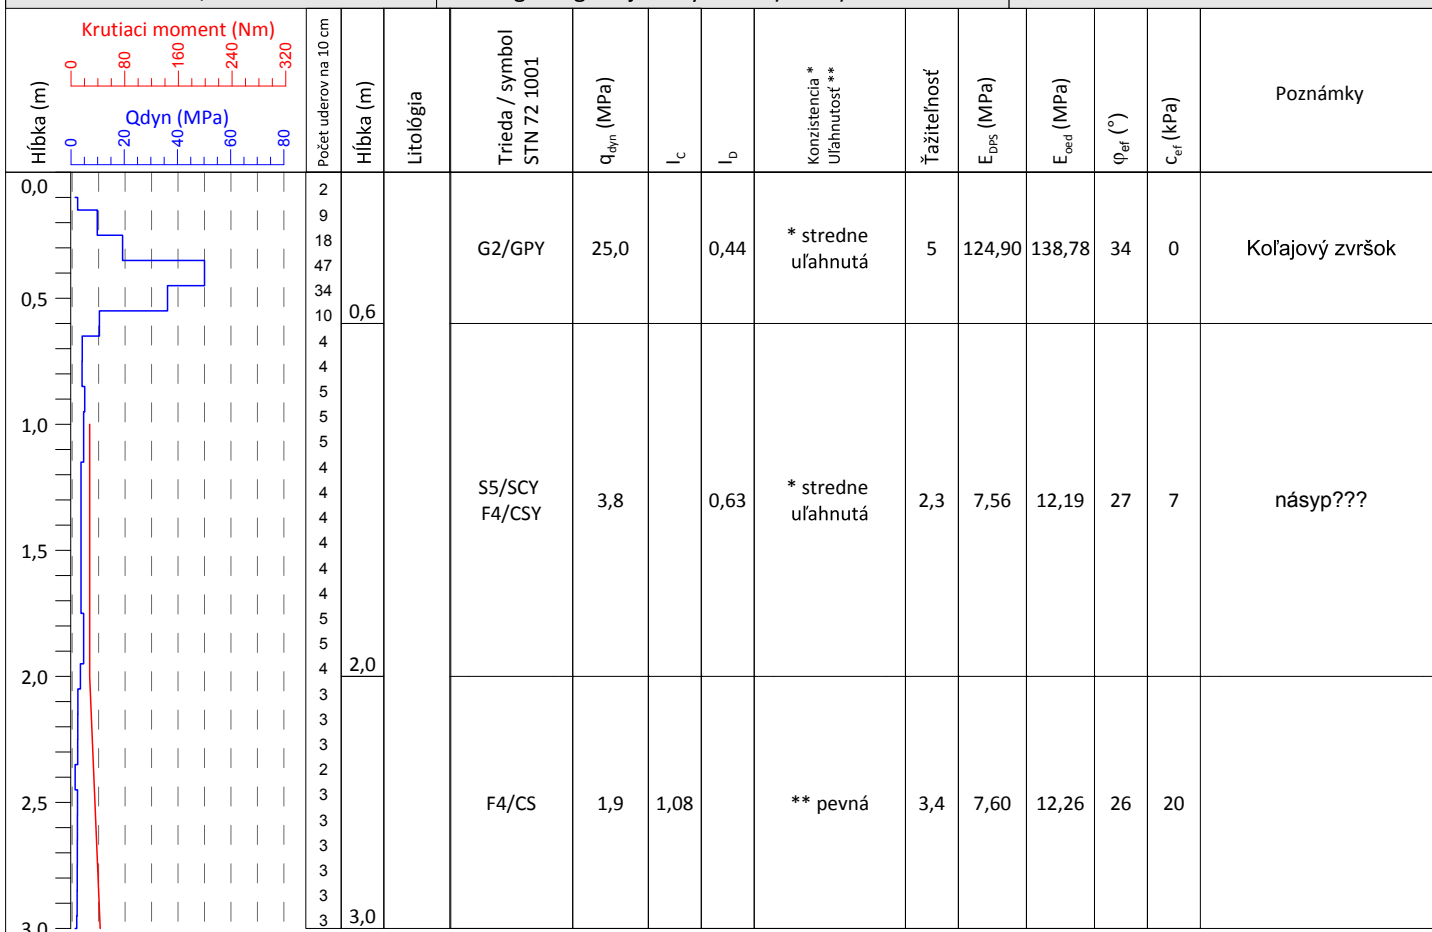 Krutiaci moment (Nm)
0 80 160 240 320
Qdyn (MPa)
0 20 40 60 80
Hĺbka (m)
Počet uderov na 10 cm
Hĺbka (m)
Litológia
Trieda / symbol
STN 72 1001
qdyn (MPa)
IC
ID
Konzistencia *
Uľahnutosť **
Ťažiteľnosť
EDPS (MPa)
Eoed (MPa)
φef (°)
cef (kPa)
Poznámky
0,0
0,5
1,0
1,5
2,0
2,5
3,0
2
9
18
47
34
10
4
4
5
5
5
4
4
4
4
4
4
5
5
4
3
3
3
2
3
3
3
3
3
3
0,6
2,0
3,0
G2/GPY 25,0 0,44 * stredne
uľahnutá
5 124,90 138,78 34 0 Koľajový zvršok
S5/SCY
F4/CSY
3,8 0,63 * stredne
uľahnutá
2,3 7,56 12,19 27 7 násyp???
F4/CS 1,9 1,08 ** pevná 3,4 7,60 12,26 26 20